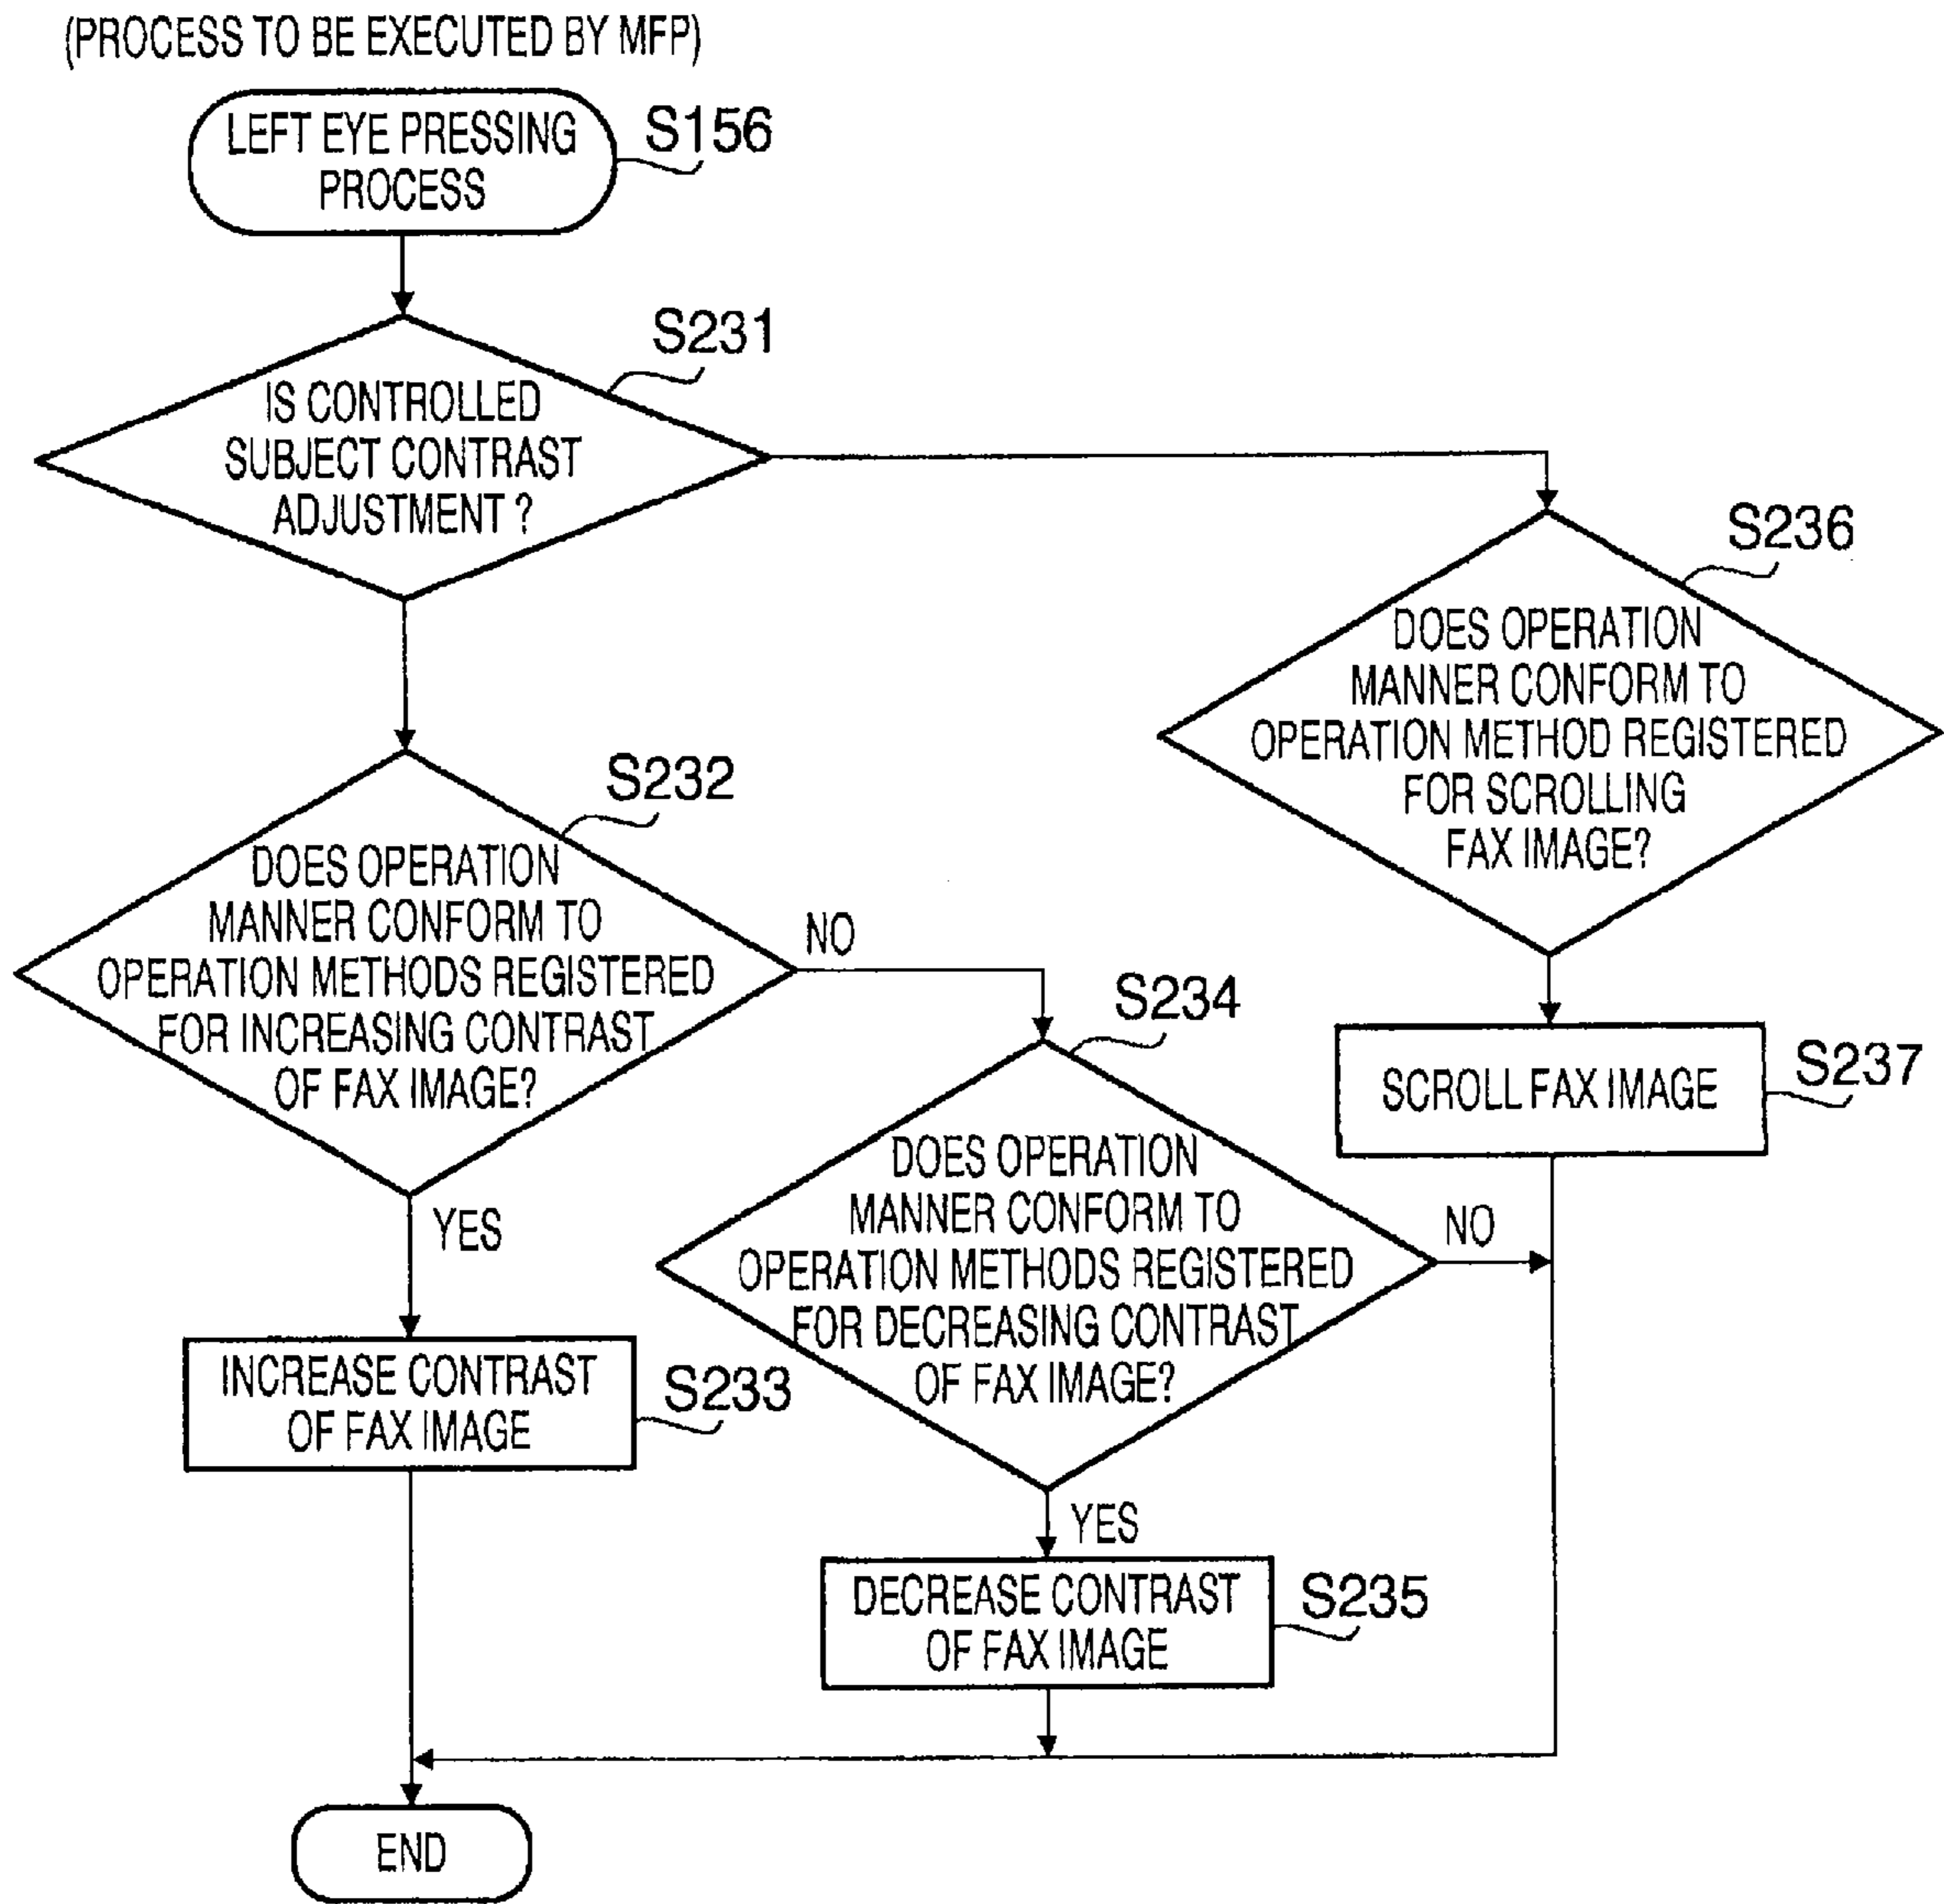 (PROCESS TO BE EXECUTED BY MFP)
LEFT EYE PRESSING
PROCESS
S156
S231
IS CONTROLLED
SUBJECT CONTRAST
ADJUSTMENT ?
S236
DOES OPERATION
MANNER CONFORM TO
OPERATION METHOD REGISTERED
FOR SCROLLING
FAX IMAGE?
S232
DOES OPERATION
MANNER CONFORM TO
OPERATION METHODS REGISTERED
FOR INCREASING CONTRAST
OF FAX IMAGE?
NO
YES
S234
DOES OPERATION
MANNER CONFORM TO
OPERATION METHODS REGISTERED
FOR DECREASING CONTRAST
OF FAX IMAGE?
NO
YES
S237
SCROLL FAX IMAGE
INCREASE CONTRAST
OF FAX IMAGE
S233
DECREASE CONTRAST
OF FAX IMAGE
S235
END